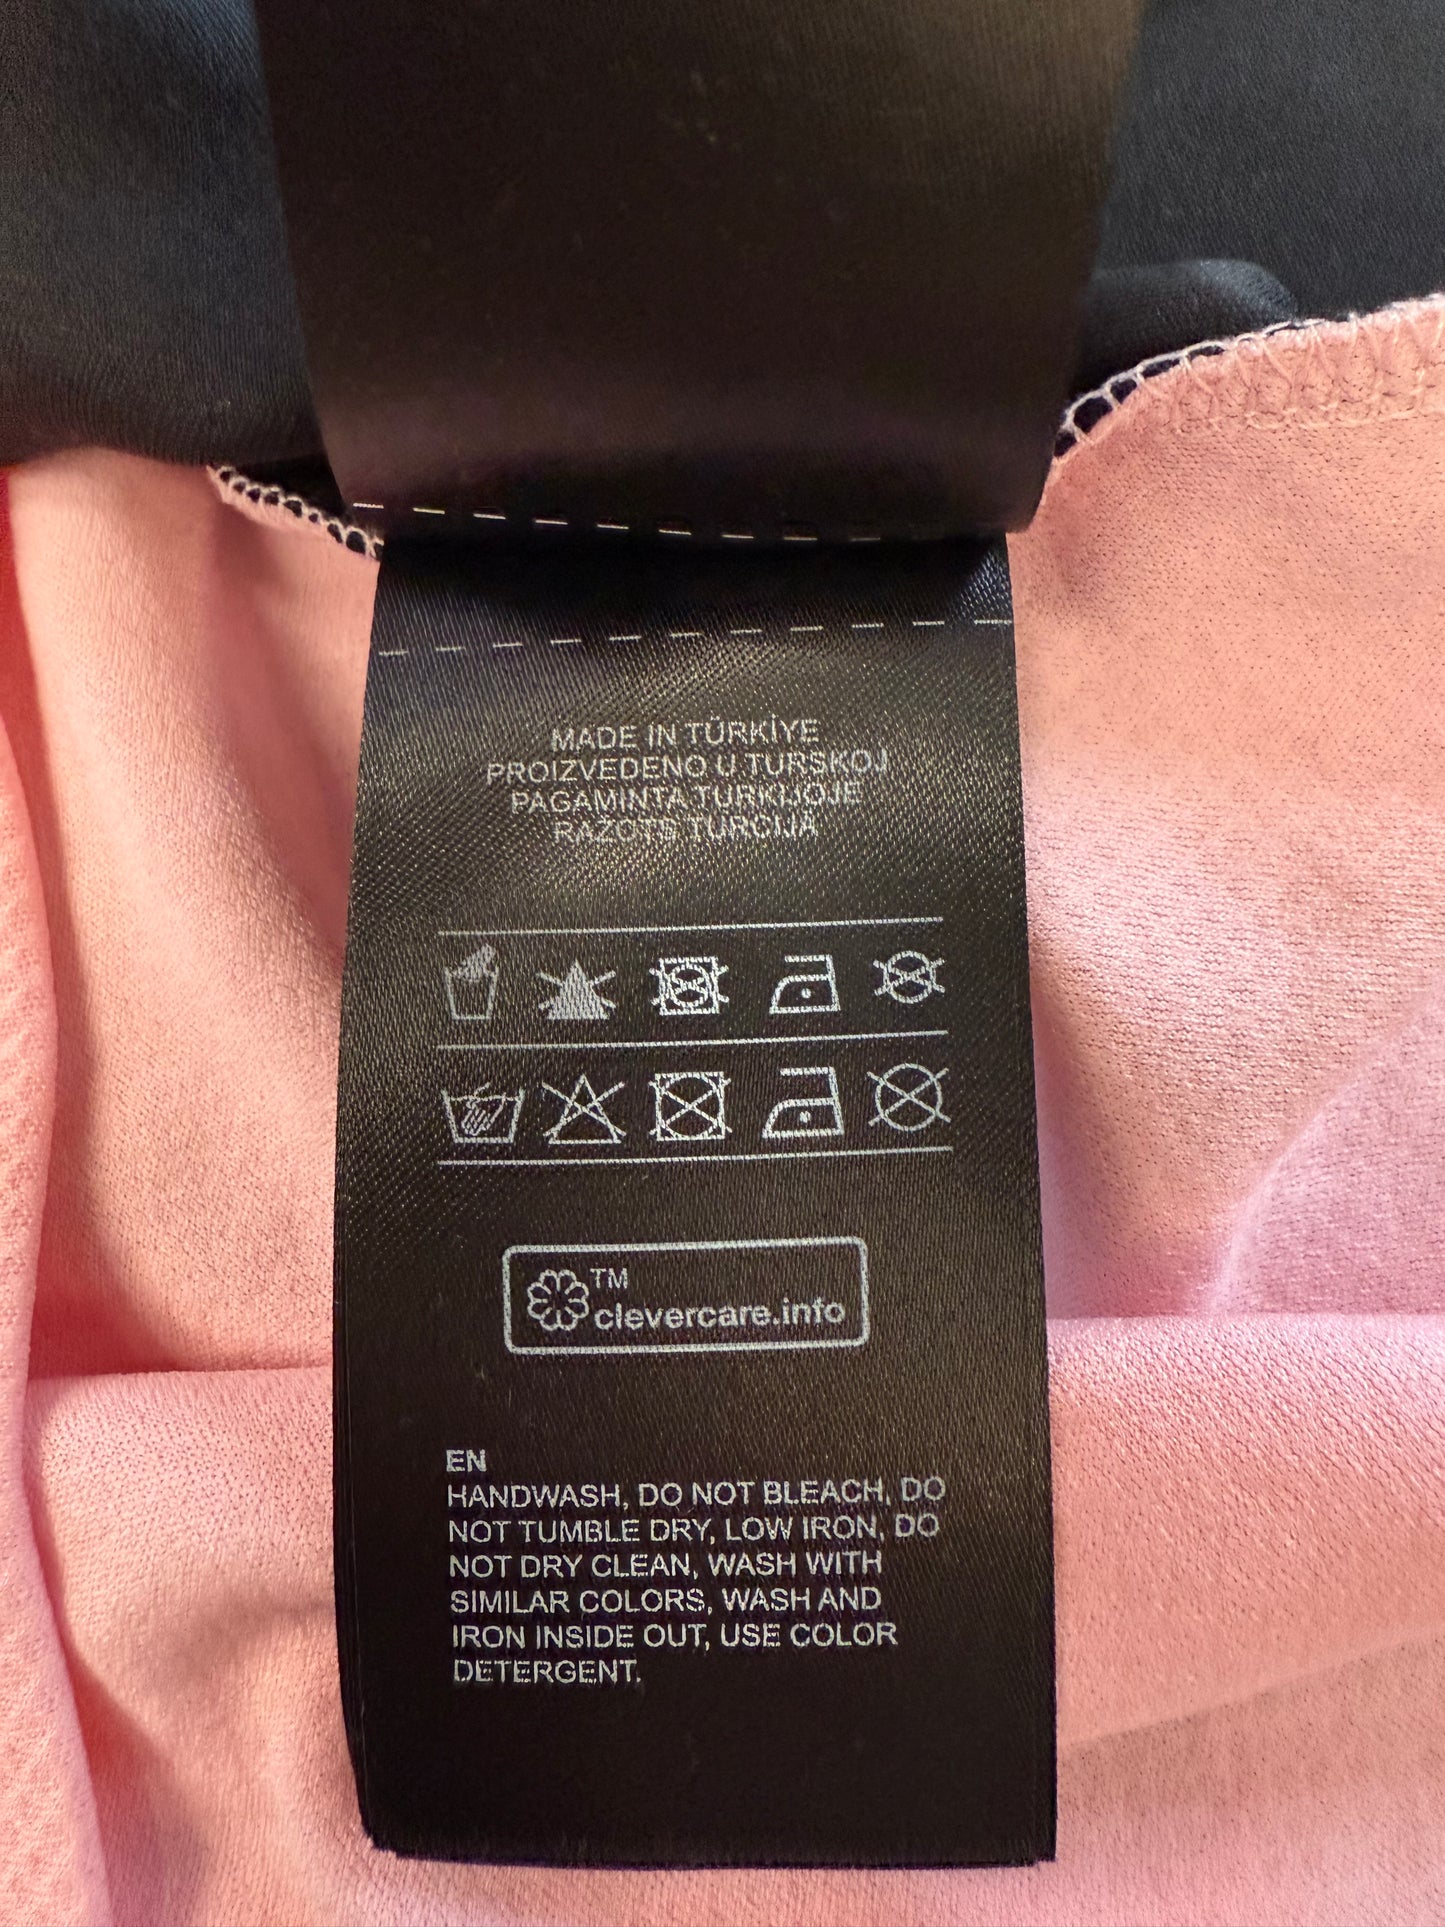 MADE IN TÜRKİYE
PROIZVEDENO U TURSKOJ
PAGAMINTA TURKIJOJE
RAŽOTS TURCIJĀ
TM
clevercare.info
EN
HANDWASH, DO NOT BLEACH, DO
NOT TUMBLE DRY, LOW IRON, DO
NOT DRY CLEAN, WASH WITH
SIMILAR COLORS, WASH AND
IRON INSIDE OUT, USE COLOR
DETERGENT.